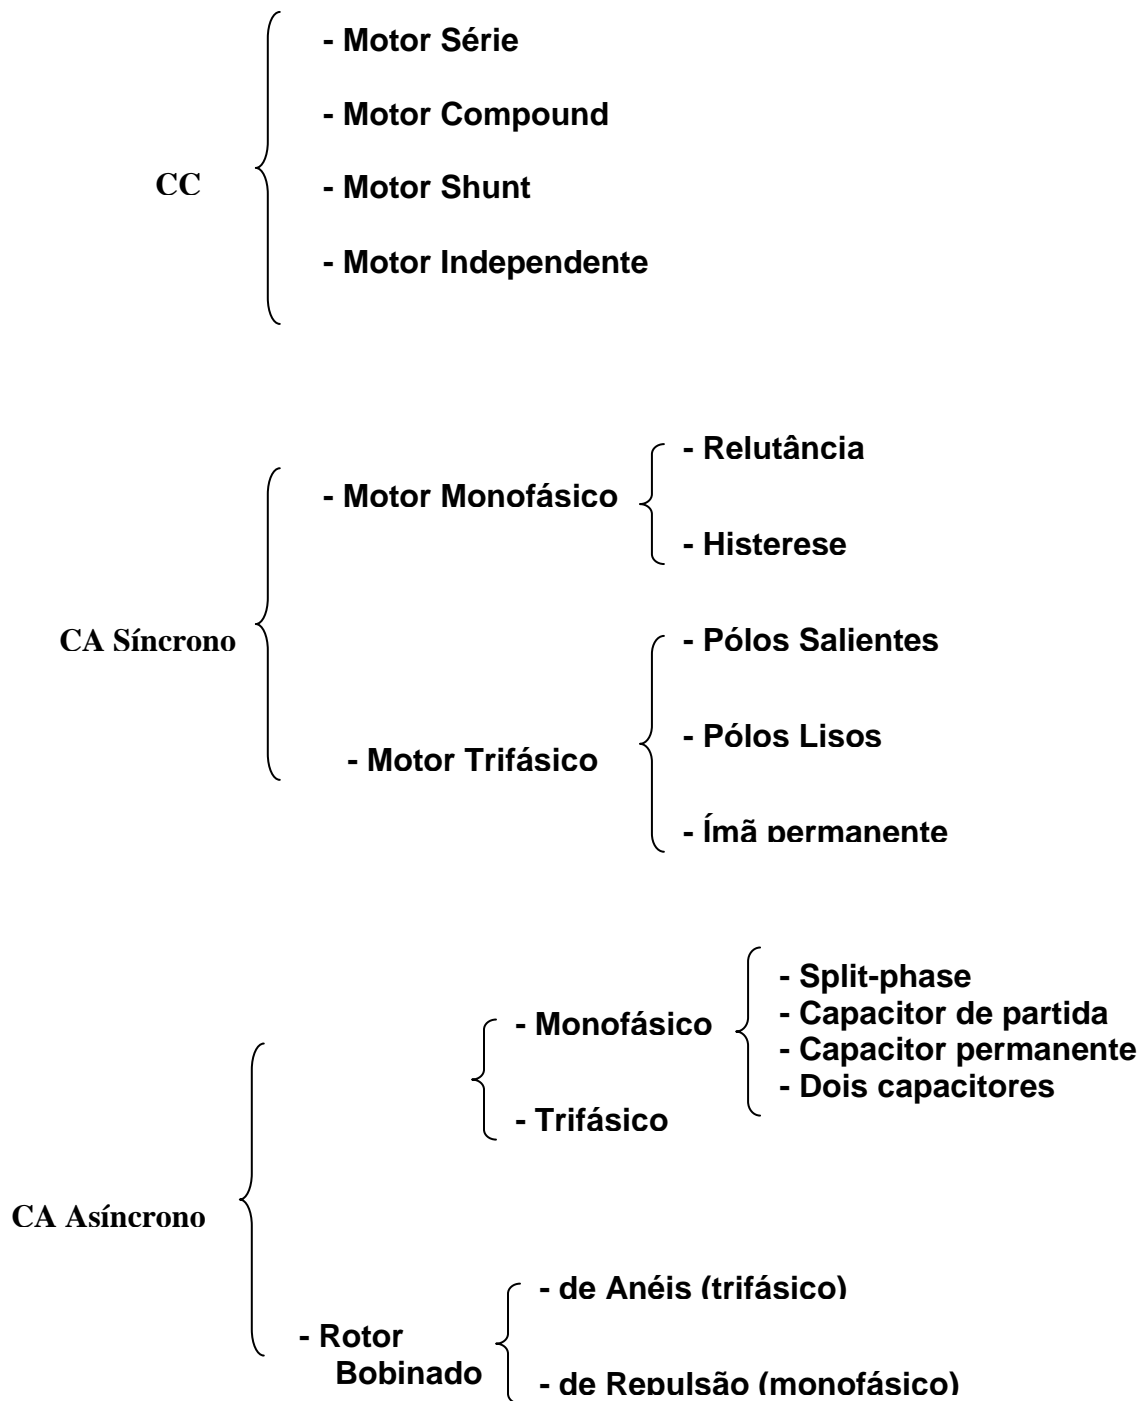 - Motor Série
- Motor Compound
CC
- Motor Shunt
- Motor Independente
- Relutância
- Motor Monofásico
- Histerese
CA Síncrono
- Pólos Salientes
- Pólos Lisos
- Motor Trifásico
- Ímã permanente
- Split-phase
- Capacitor de partida
- Capacitor permanente
- Dois capacitores
- Monofásico
- Trifásico
CA Asíncrono
- de Anéis (trifásico)
- Rotor
Bobinado
- de Repulsão (monofásico)